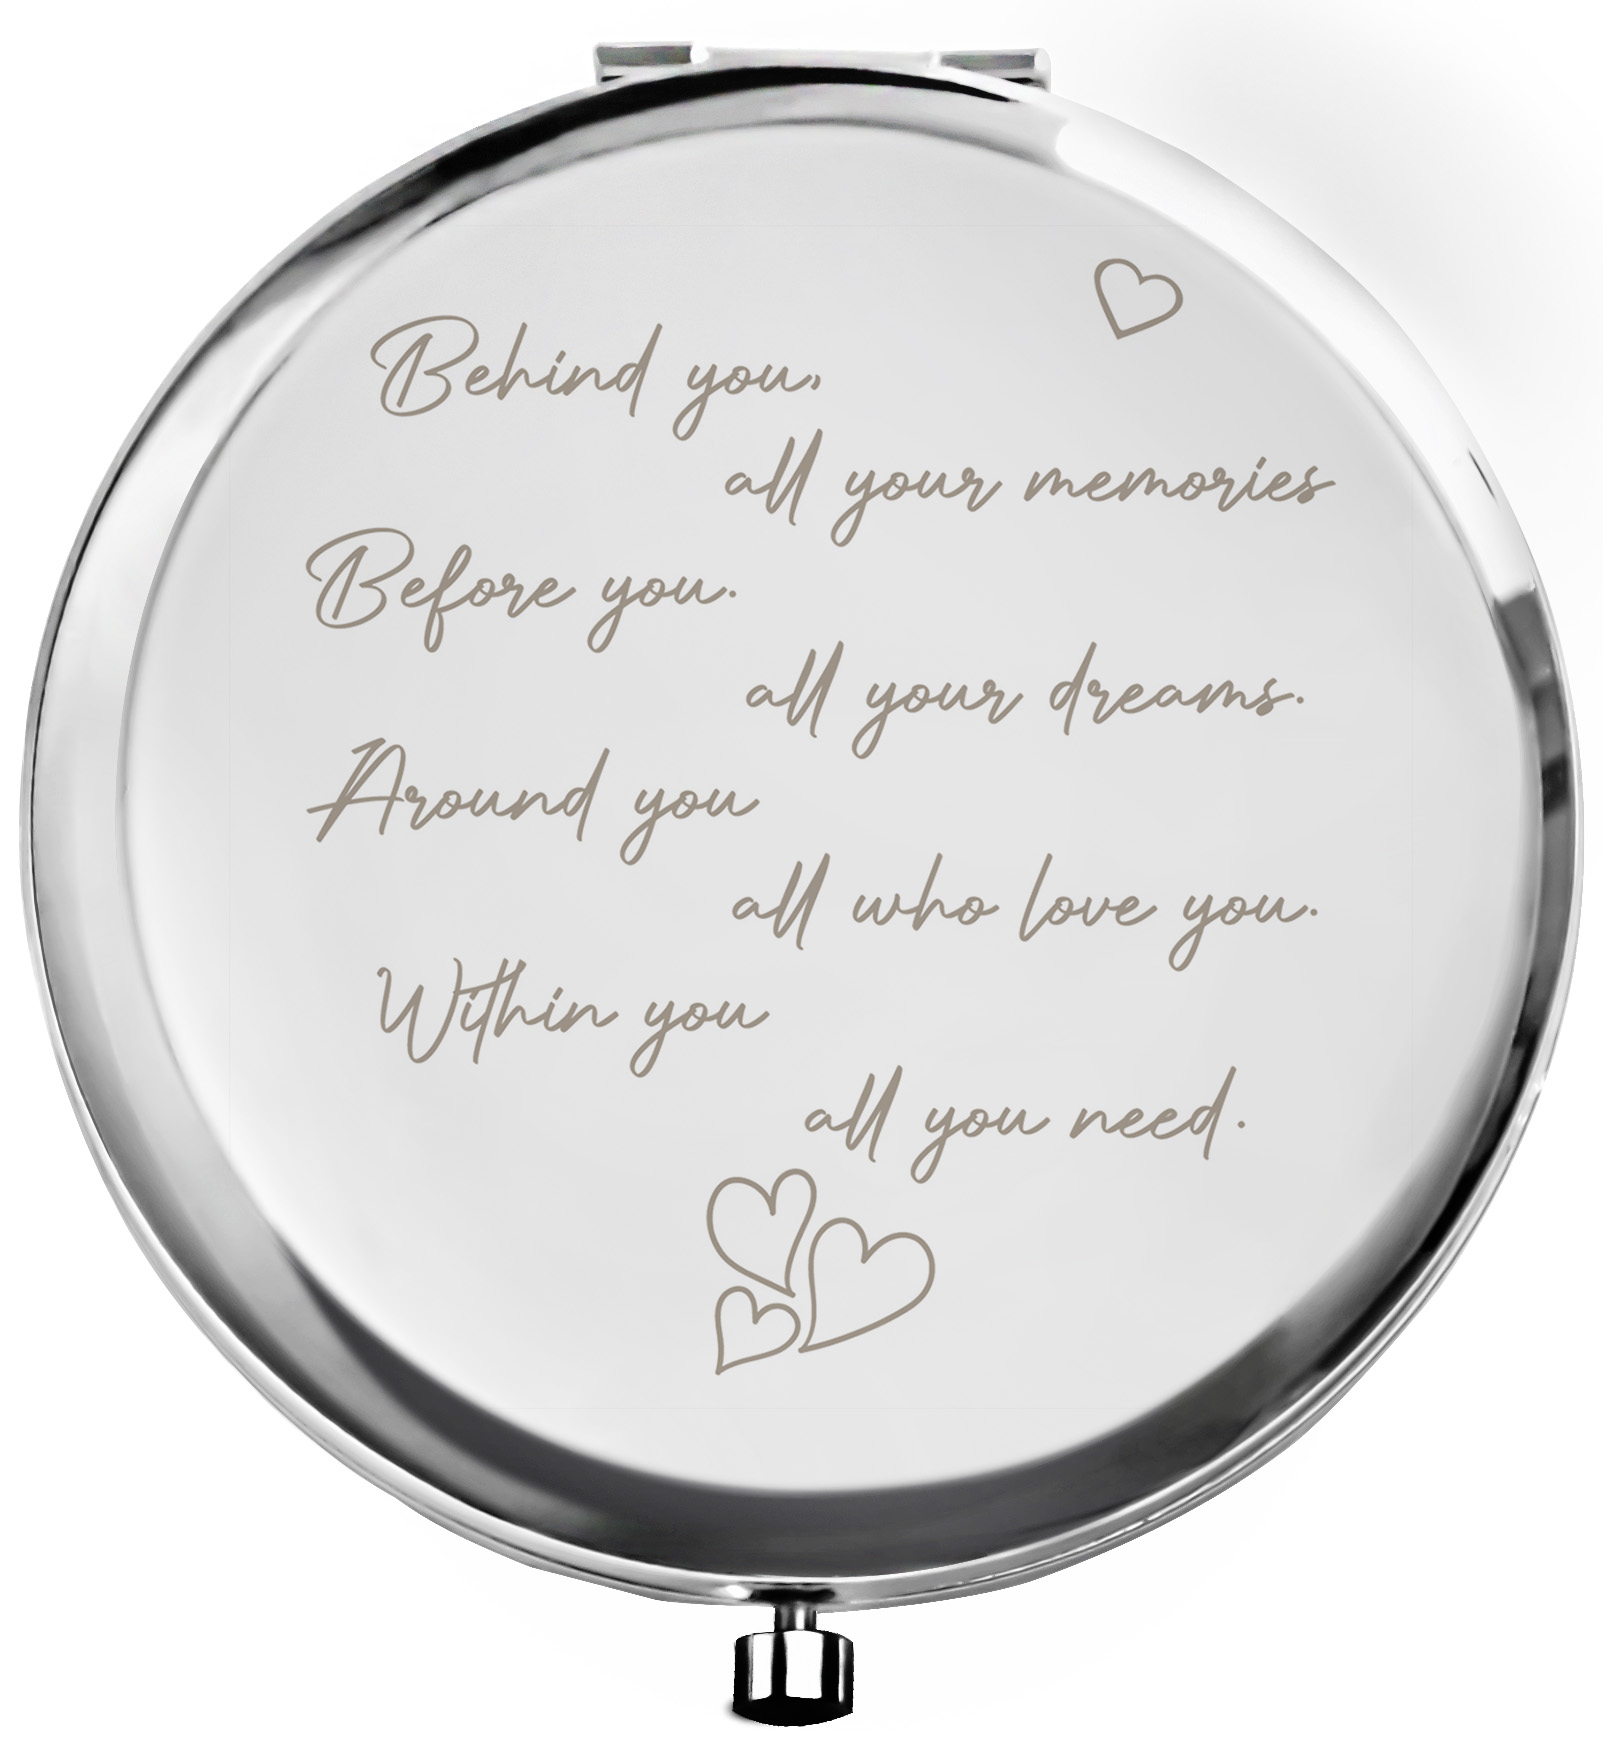 Behind you,
all your memories
Before you.
all your dreams.
Around you
all who love you.
Within you
all you need.